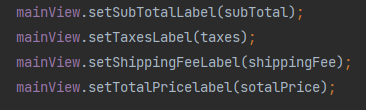 mainView.setSubTotalLabel(subTotal);
mainView.setTaxesLabel(taxes);
mainView.setShippingFeeLabel(shippingFee);
mainView.setTotalPricelabel(sotalPrice);